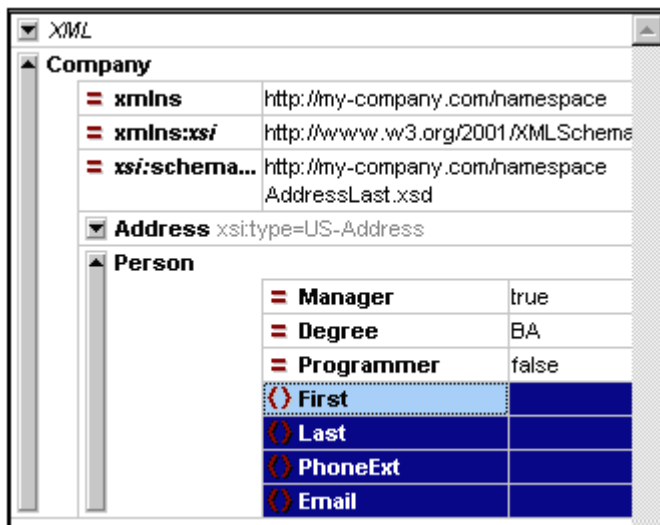 XML
Company
= xmlns http://my-company.com/namespace
= xmlns:xsi http://www.w3.org/2001/XMLSchema
= xsi:schema... http://my-company.com/namespace
AddressLast.xsd
Address xsi:type=US-Address
Person
= Manager true
= Degree BA
= Programmer false
() First
() Last
() PhoneExt
() Email